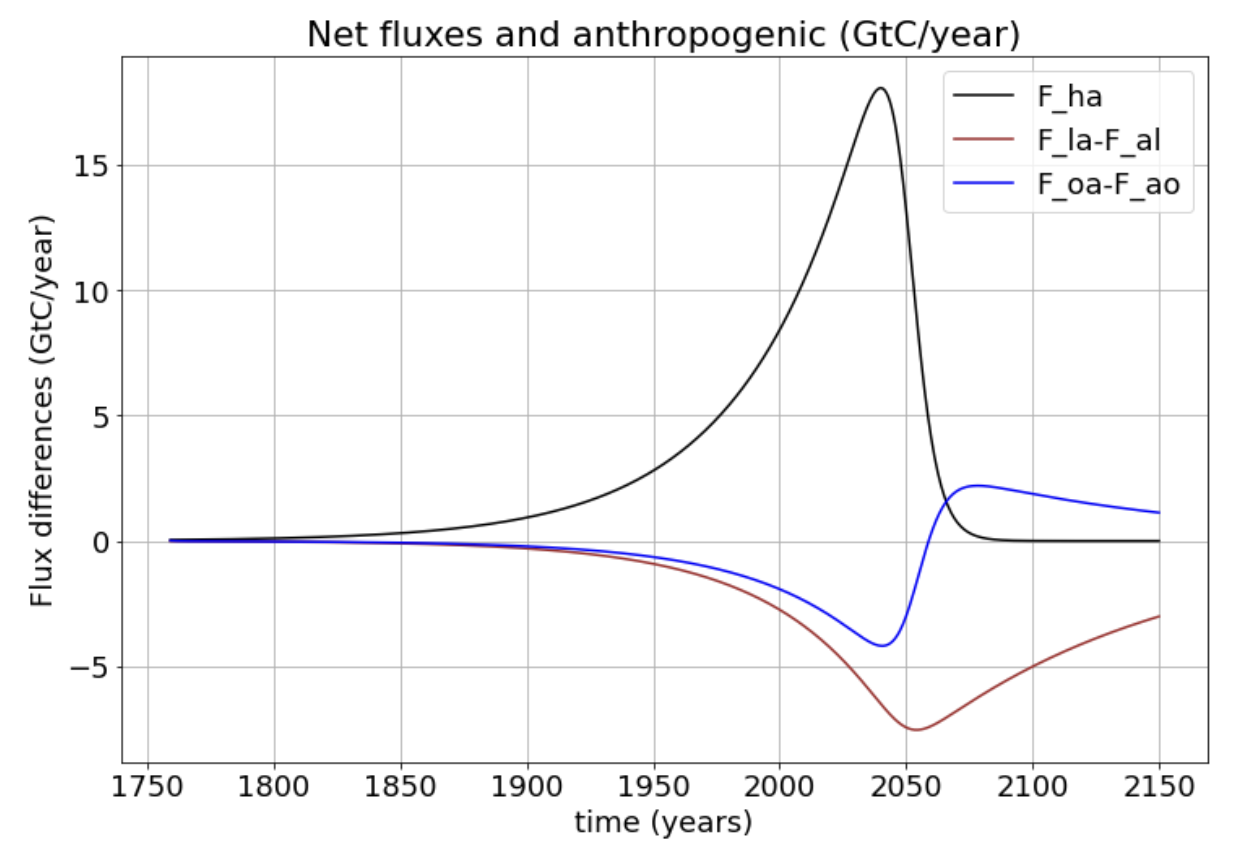 Net fluxes and anthropogenic (GtC/year)
F_ha
F_la-F_al
F_oa-F_ao
Flux differences (GtC/year)
15
10
5
0
−5
1750 1800 1850 1900 1950 2000 2050 2100 2150
time (years)